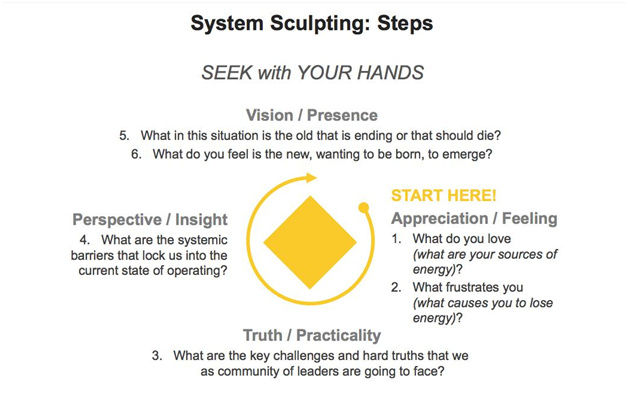 System Sculpting: Steps
SEEK with YOUR HANDS
Vision / Presence
5. What in this situation is the old that is ending or that should die?
6. What do you feel is the new, wanting to be born, to emerge?
START HERE!
Appreciation / Feeling
1. What do you love
(what are your sources of
energy)?
2. What frustrates you
(what causes you to lose
energy)?
Truth / Practicality
3. What are the key challenges and hard truths that we
as community of leaders are going to face?
Perspective / Insight
4. What are the systemic
barriers that lock us into the
current state of operating?